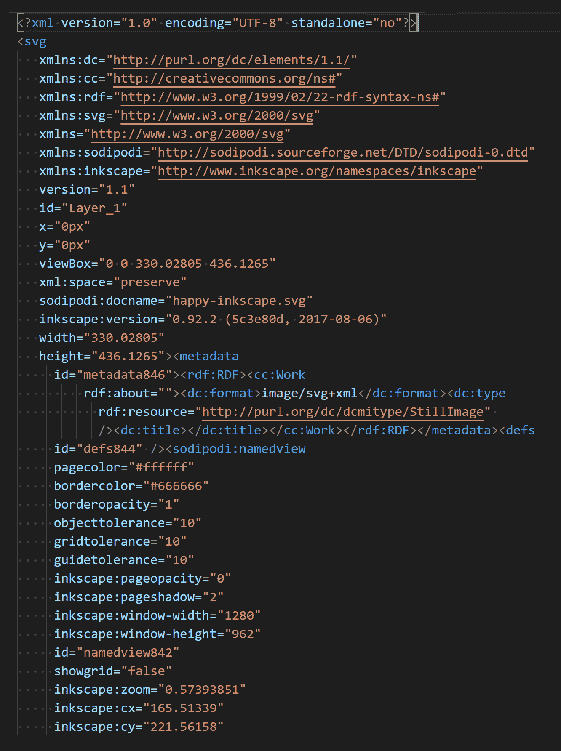 <?xml version="1.0" encoding="UTF-8" standalone="no"?>
<svg
xmlns:dc="http://purl.org/dc/elements/1.1/"
xmlns:cc="http://creativecommons.org/ns#"
xmlns:rdf="http://www.w3.org/1999/02/22-rdf-syntax-ns#"
xmlns:svg="http://www.w3.org/2000/svg"
xmlns="http://www.w3.org/2000/svg"
xmlns:sodipodi="http://sodipodi.sourceforge.net/DTD/sodipodi-0.dtd"
xmlns:inkscape="http://www.inkscape.org/namespaces/inkscape"
version="1.1"
id="Layer_1"
x="0px"
y="0px"
viewBox="0 0 330.02805 436.1265"
xml:space="preserve"
sodipodi:docname="happy-inkscape.svg"
inkscape:version="0.92.2 (5c3e80d, 2017-08-06)"
width="330.02805"
height="436.1265"><metadata
id="metadata846"><rdf:RDF><cc:Work
rdf:about=""><dc:format>image/svg+xml</dc:format><dc:type
rdf:resource="http://purl.org/dc/dcmitype/StillImage"
/><dc:title></dc:title></cc:Work></rdf:RDF></metadata><defs
id="defs844" /><sodipodi:namedview
pagecolor="#ffffff"
bordercolor="#666666"
borderopacity="1"
objecttolerance="10"
gridtolerance="10"
guidetolerance="10"
inkscape:pageopacity="0"
inkscape:pageshadow="2"
inkscape:window-width="1280"
inkscape:window-height="962"
id="namedview842"
showgrid="false"
inkscape:zoom="0.57393851"
inkscape:cx="165.51339"
inkscape:cy="221.56158"